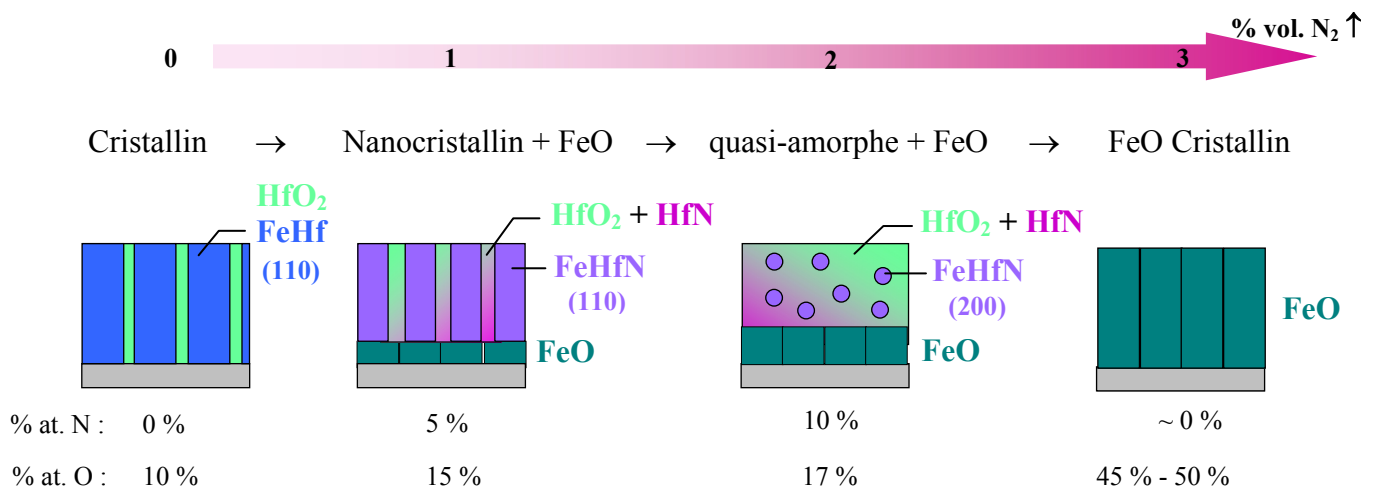 % vol. N₂ ↑
0 1 2 3
Cristallin → Nanocristallin + FeO → quasi-amorphe + FeO → FeO Cristallin
HfO₂
FeHf
(110)
HfO₂ + HfN
FeHfN
(110)
FeO
HfO₂ + HfN
FeHfN
(200)
FeO
FeO
% at. N : 0 % 5 % 10 % ~ 0 %
% at. O : 10 % 15 % 17 % 45 % - 50 %